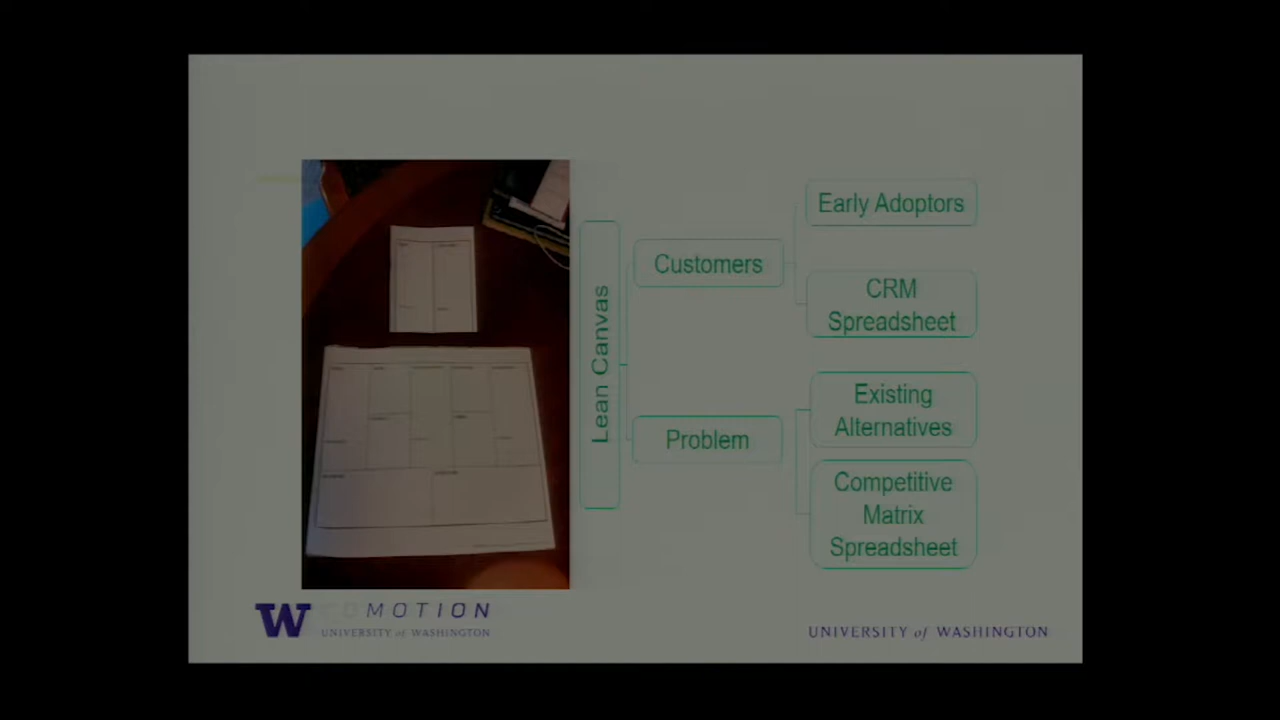 Lean Canvas
Customers
Early Adoptors
CRM
Spreadsheet
Problem
Existing
Alternatives
Competitive
Matrix
Spreadsheet
W
MOTION
UNIVERSITY of WASHINGTON
UNIVERSITY of WASHINGTON